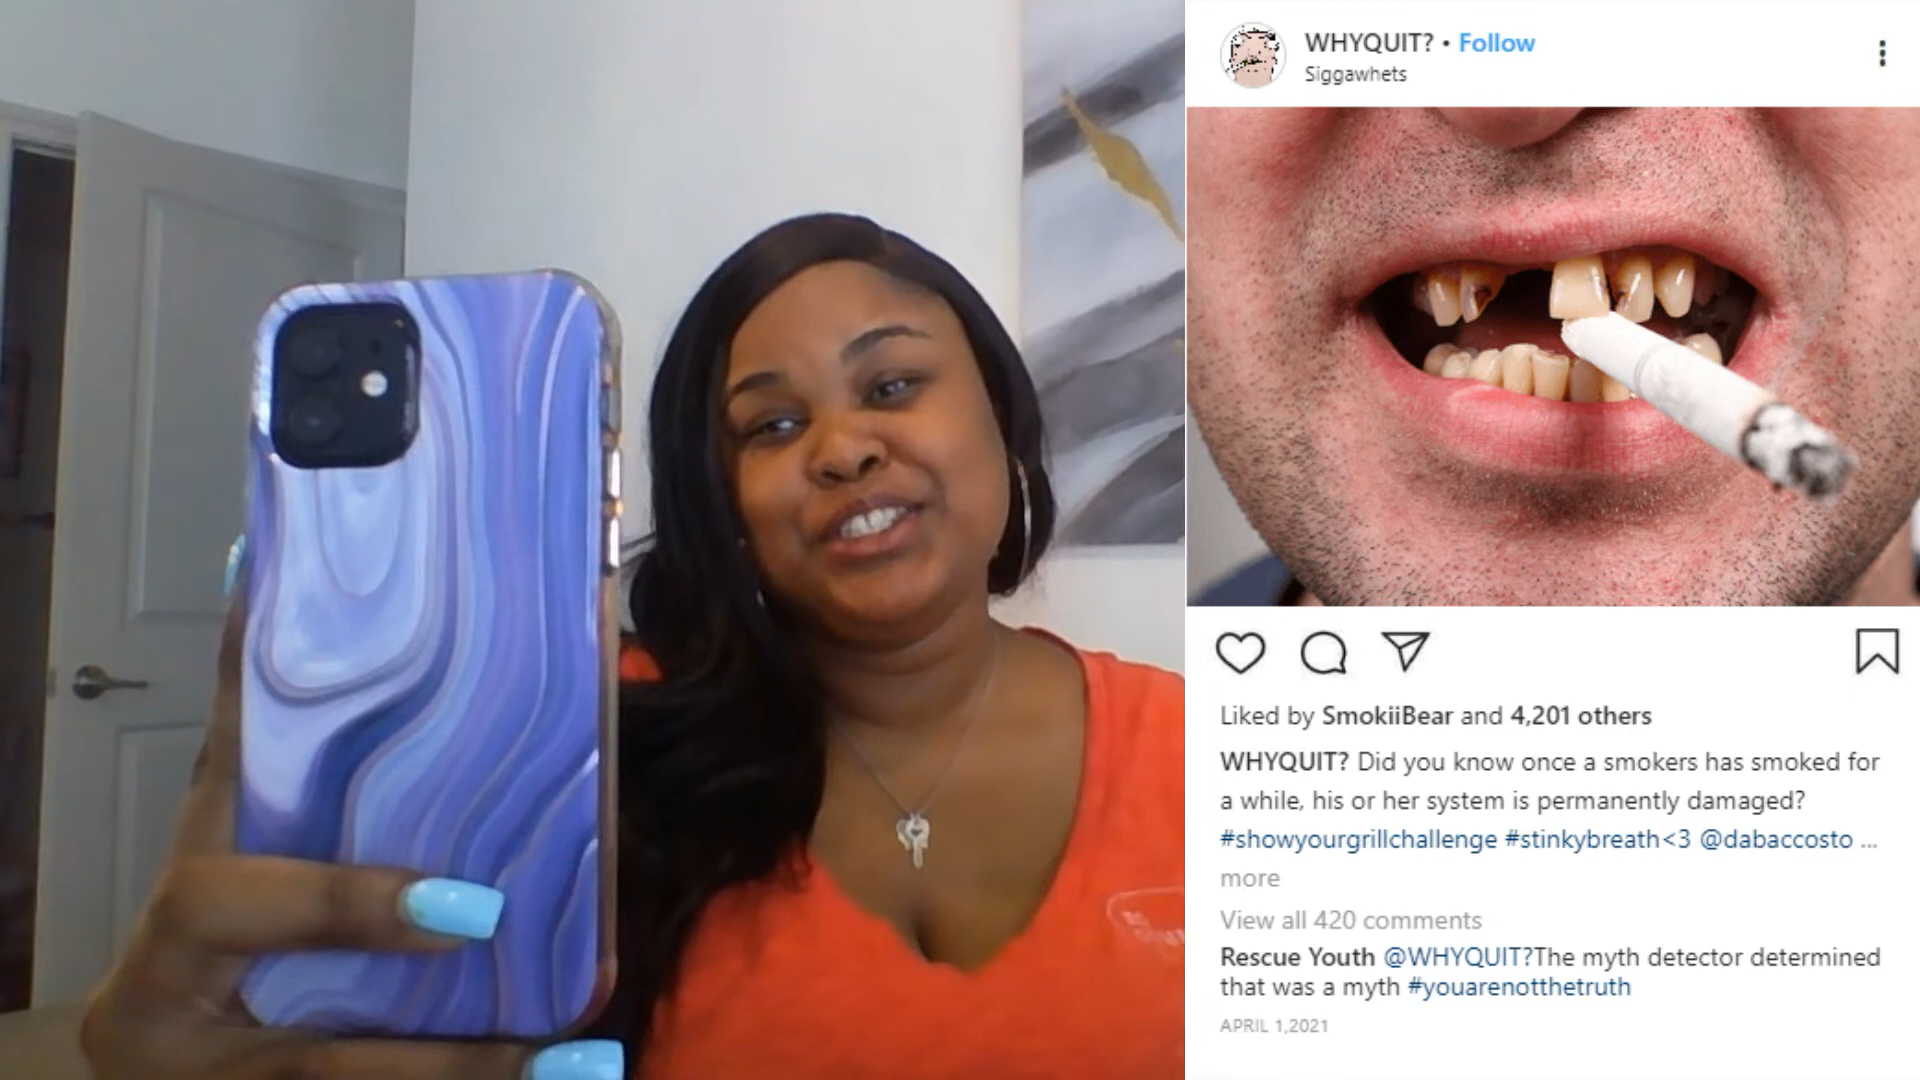 WHYQUIT? • Follow
Siggawhets
Liked by SmokiiBear and 4,201 others
WHYQUIT? Did you know once a smokers has smoked for
a while, his or her system is permanently damaged?
#showyourgrillchallenge #stinkybreath<3 @dabaccosto ...
more
View all 420 comments
Rescue Youth @WHYQUIT?The myth detector determined
that was a myth #youarenotthetruth
APRIL 1,2021